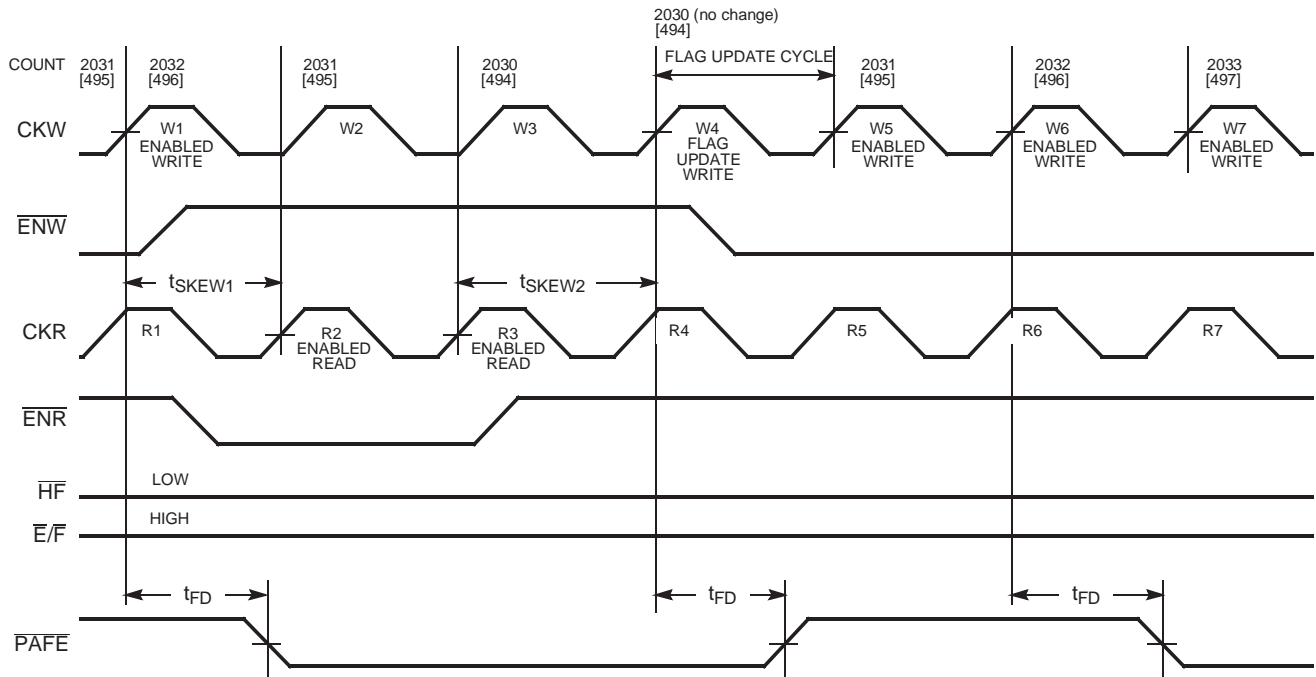 2030 (no change)
[494]
COUNT
2031
[495]
2032
[496]
2031
[495]
2030
[494]
FLAG UPDATE CYCLE
2031
[495]
2032
[496]
2033
[497]
CKW
W1
ENABLED
WRITE
W2
W3
W4
FLAG
UPDATE
WRITE
W5
ENABLED
WRITE
W6
ENABLED
WRITE
W7
ENABLED
WRITE
ENW
tSKEW1
tSKEW2
CKR
R1
R2
ENABLED
READ
R3
ENABLED
READ
R4
R5
R6
R7
ENR
HF
LOW
E/F
HIGH
tFD
tFD
tFD
PAFE